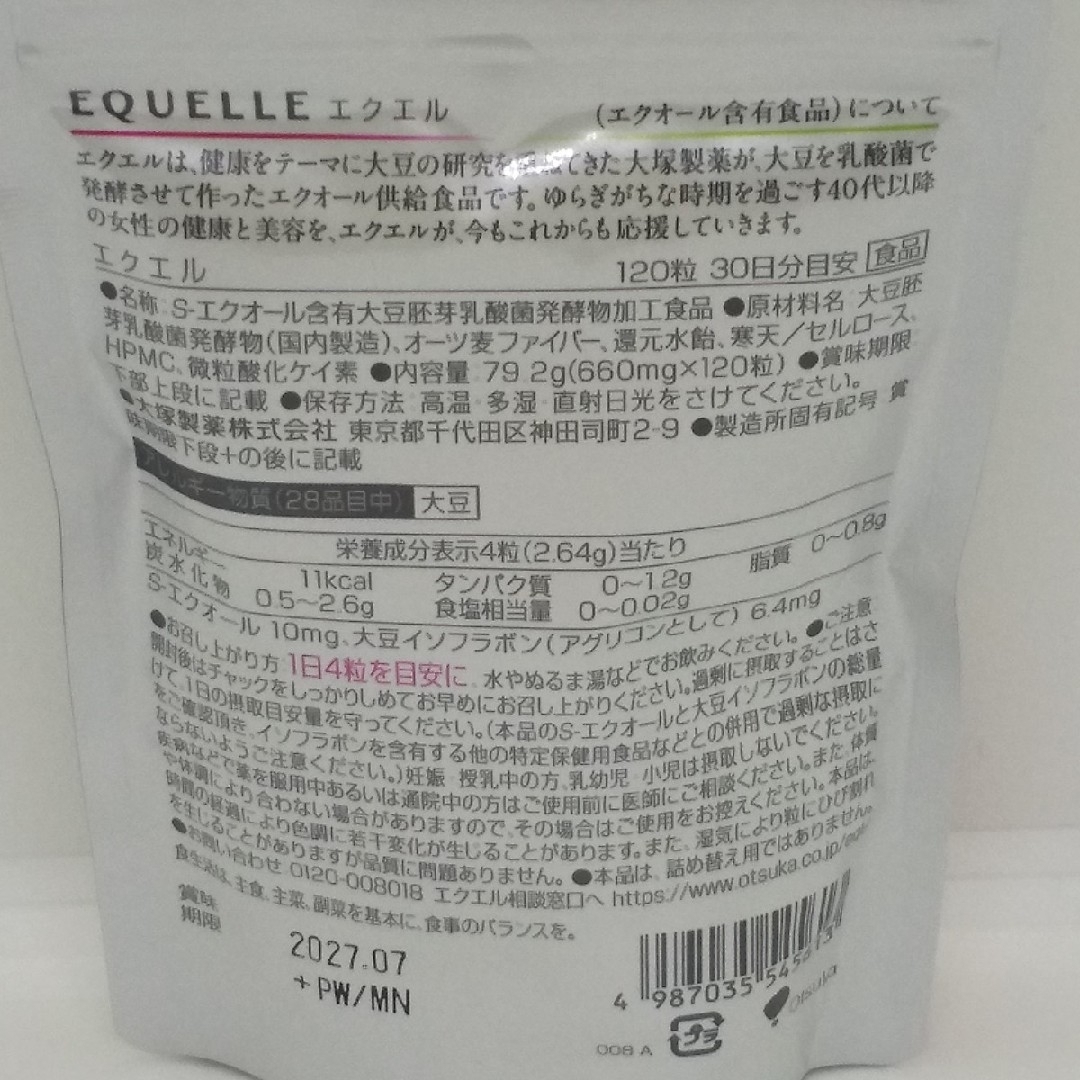 EQUELLE エクエル (エクオール含有食品)について
エクエルは、健康をテーマに大豆の研究を てきた大塚製薬が、大豆を乳酸菌で
発酵させて作ったエクオール供給食品です。ゆらぎがちな時期を過ごす40代以降
の女性の健康と美容を、エクエルが、今もこれからも応援していきます。
エクエル 120粒 30日分目安 食品
●名称 S-エクオール含有大豆胚芽乳酸菌発酵物加工食品 ●原材料名 大豆胚
芽乳酸菌発酵物(国内製造)、オーツ麦ファイバー、還元水飴、寒天/セルロース、
HPMC、微粒酸化ケイ素 ●内容量 79.2g(660mg×120粒) ●賞味期限
下部上段に記載 ●保存方法 高温・多湿・直射日光をさけてください。
■大塚製薬株式会社 東京都千代田区神田司町2-9 ●製造所固有記号 賞
味期限下段+の後に記載
アレルギー物質(28品目中) 大豆
栄養成分表示4粒(2.64g)当たり
エネルギー 11kcal タンパク質 0〜1.2g 脂質 0〜0.8g
炭水化物 0.5〜2.6g 食塩相当量 0〜0.02g
S-エクオール 10mg、大豆イソフラボン(アグリコンとして) 6.4mg
●お召し上がり方 1日4粒を目安に、水やぬるま湯などでお飲みください。 ●ご注意
開封後はチャックをしっかりしめてお早めにお召し上がりください。過剰に摂取することはさ
けて、1日の摂取目安量を守ってください。(本品のS-エクオールと大豆イソフラボンの総量
をご確認頂き、イソフラボンを含有する他の特定保健用食品などとの併用で過剰な摂取に
ならないようご注意ください。)妊娠・授乳中の方、乳幼児・小児は摂取しないでください。
疾病などで薬を服用中あるいは通院中の方はご使用前に医師にご相談ください。また、体質
や体調により合わない場合がありますので、その場合はご使用をお控えください。本品は、
時間の経過により色調に若干変化が生じることがあります。また、湿気により粒にひび割れ
を生じることがありますが品質に問題ありません。 ●本品は、詰め替え用ではありません。
●お問い合わせ 0120-008018 エクエル相談窓口へ https://www.otsuka.co.jp/
食生活は、主食、主菜、副菜を基本に、食事のバランスを。
賞味
期限
2027.07
+PW/MN
4 987035 545613
Otsuka
プラ
008 A